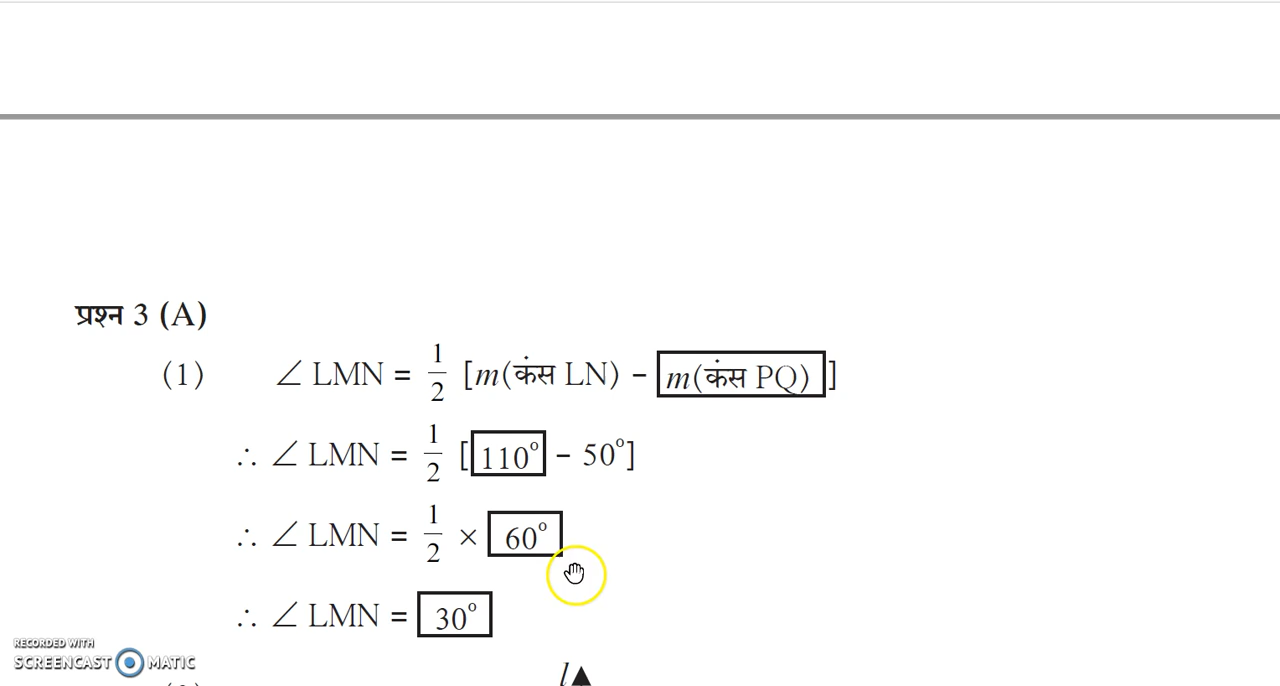 प्रश्न 3 (A)
(1) ∠ LMN = 1/2 [m(कंस LN) − m(कंस PQ)]
∴ ∠ LMN = 1/2 [110° − 50°]
∴ ∠ LMN = 1/2 × 60°
∴ ∠ LMN = 30°
RECORDED WITH
SCREENCAST MATIC
l